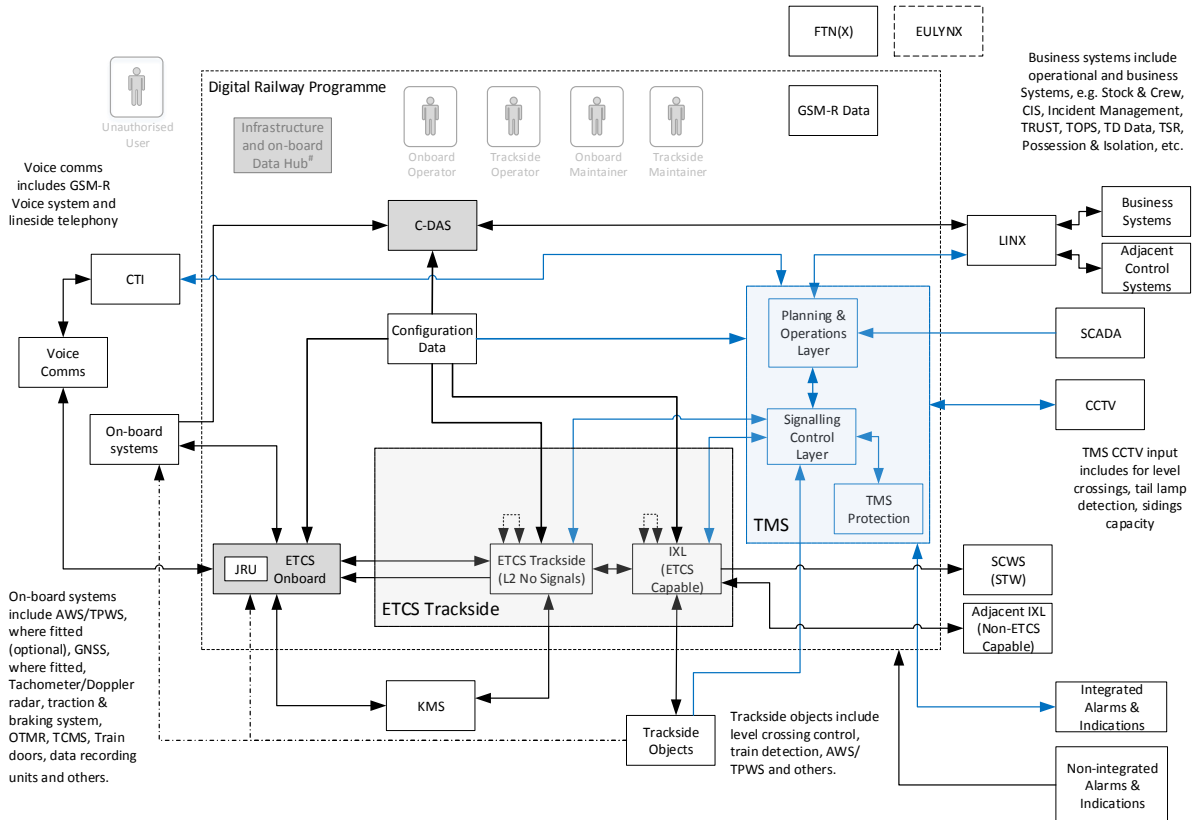 FTN(X)
EULYNX
Business systems include
operational and business
Systems, e.g. Stock & Crew,
CIS, Incident Management,
TRUST, TOPS, TD Data, TSR,
Possession & Isolation, etc.
Unauthorised
User
Digital Railway Programme
Infrastructure
and on-board
Data Hub#
Onboard
Operator
Trackside
Operator
Onboard
Maintainer
Trackside
Maintainer
GSM-R Data
Voice comms
includes GSM-R
Voice system and
lineside telephony
C-DAS
LINX
Business
Systems
Adjacent
Control
Systems
CTI
Configuration
Data
Planning &
Operations
Layer
SCADA
Voice
Comms
On-board
systems
Signalling
Control
Layer
CCTV
TMS CCTV input
includes for level
crossings, tail lamp
detection, sidings
capacity
TMS
Protection
TMS
JRU
ETCS
Onboard
ETCS Trackside
(L2 No Signals)
IXL
(ETCS
Capable)
ETCS Trackside
SCWS
(STW)
Adjacent IXL
(Non-ETCS
Capable)
On-board systems
include AWS/TPWS,
where fitted
(optional), GNSS,
where fitted,
Tachometer/Doppler
radar, traction &
braking system,
OTMR, TCMS, Train
doors, data recording
units and others.
KMS
Trackside
Objects
Trackside objects include
level crossing control,
train detection, AWS/
TPWS and others.
Integrated
Alarms &
Indications
Non-integrated
Alarms &
Indications